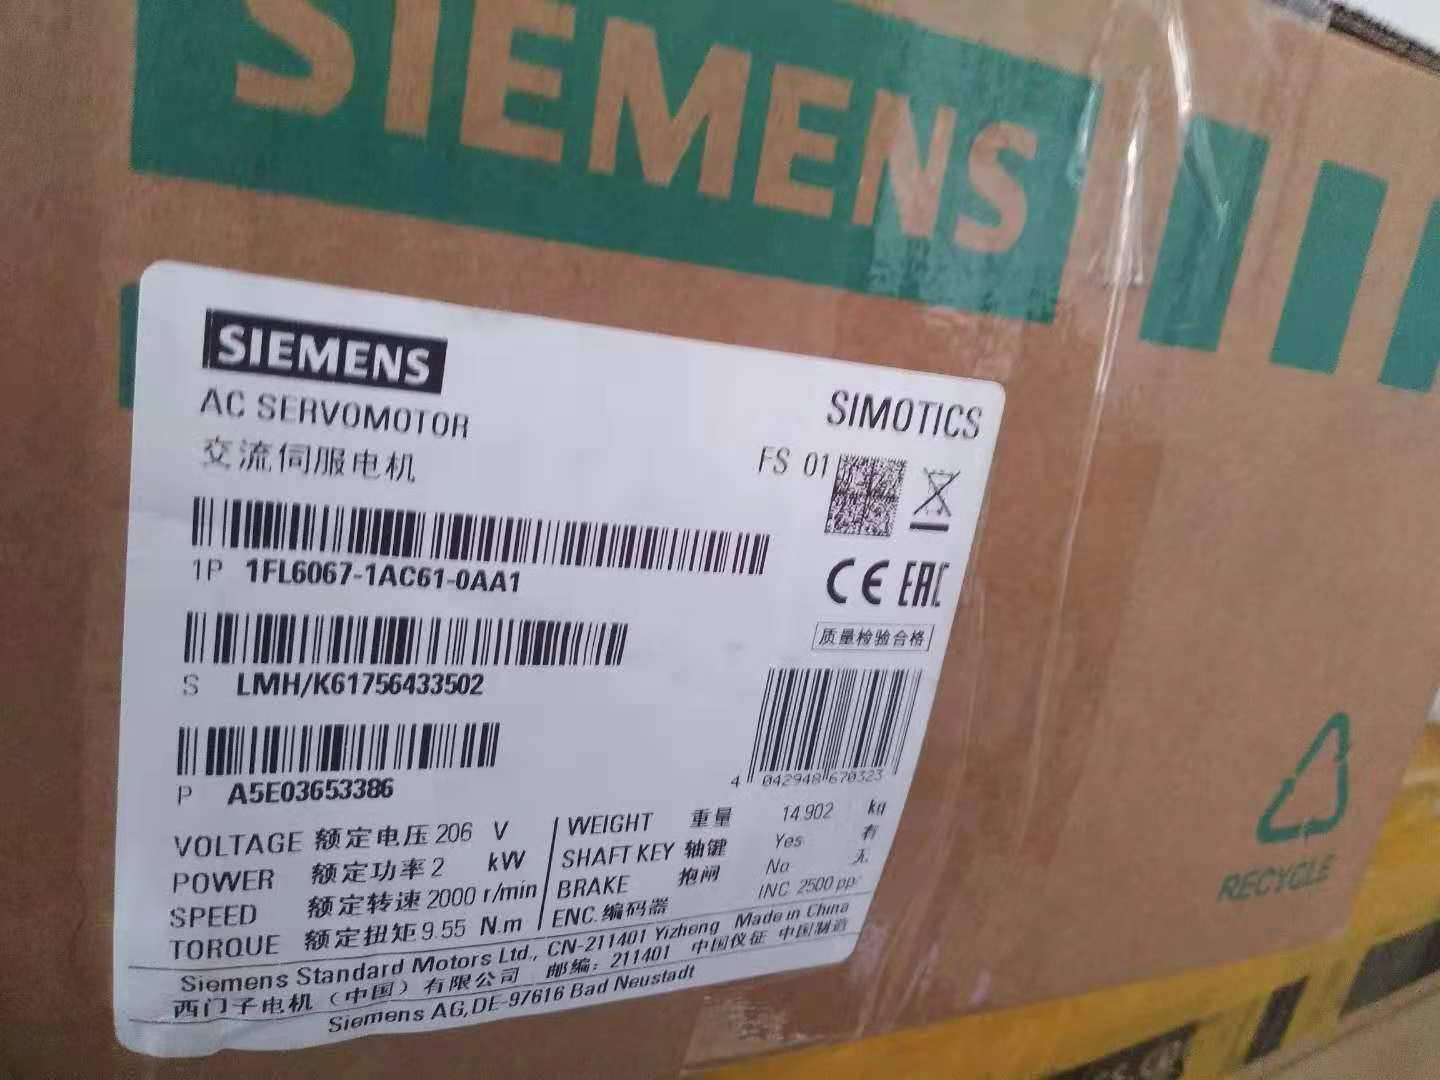 SIEMENS
SIEMENS
AC SERVOMOTOR
交流伺服电机
SIMOTICS
FS 01
1P 1FL6067-1AC61-0AA1
CE EAC
质量检验合格
S LMH/K61756433502
P A5E03653386
4 042948 670323
VOLTAGE 额定电压 206 V
POWER 额定功率 2 kW
SPEED 额定转速 2000 r/min
TORQUE 额定扭矩 9.55 N.m
WEIGHT 重量 14.902 kg
SHAFT KEY 轴键 Yes 有
BRAKE 抱闸 No 无
ENC. 编码器 INC. 2500 pp
Siemens Standard Motors Ltd., CN-211401 Yizheng Made in China
西门子电机（中国）有限公司 邮编：211401 中国仪征 中国制造
Siemens AG,DE-97616 Bad Neustadt
RECYCLE